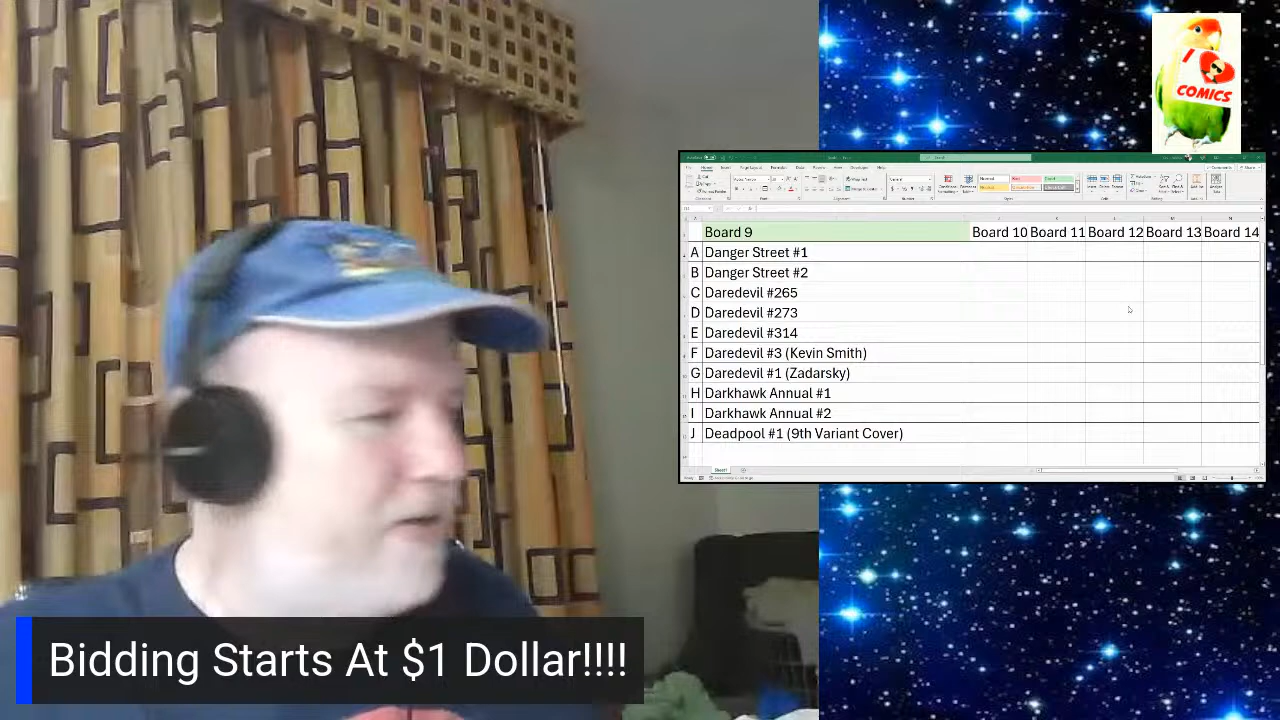 COMICS
Board 9 Board 10 Board 11 Board 12 Board 13 Board 14
A Danger Street #1
B Danger Street #2
C Daredevil #265
D Daredevil #273
E Daredevil #314
F Daredevil #3 (Kevin Smith)
G Daredevil #1 (Zadarsky)
H Darkhawk Annual #1
I Darkhawk Annual #2
J Deadpool #1 (9th Variant Cover)
Bidding Starts At $1 Dollar!!!!